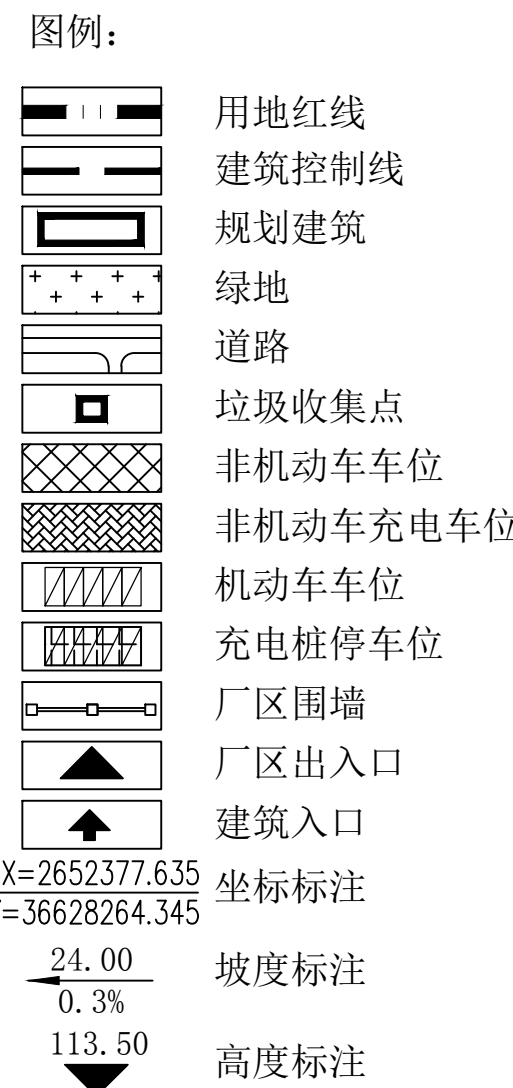 图例：
用地红线
建筑控制线
规划建筑
绿地
道路
垃圾收集点
非机动车车位
非机动车充电车位
机动车车位
充电桩停车位
厂区围墙
厂区出入口
建筑入口
X=2652377.635
=36628264.345
坐标标注
24.00
0.3%
坡度标注
113.50
高度标注